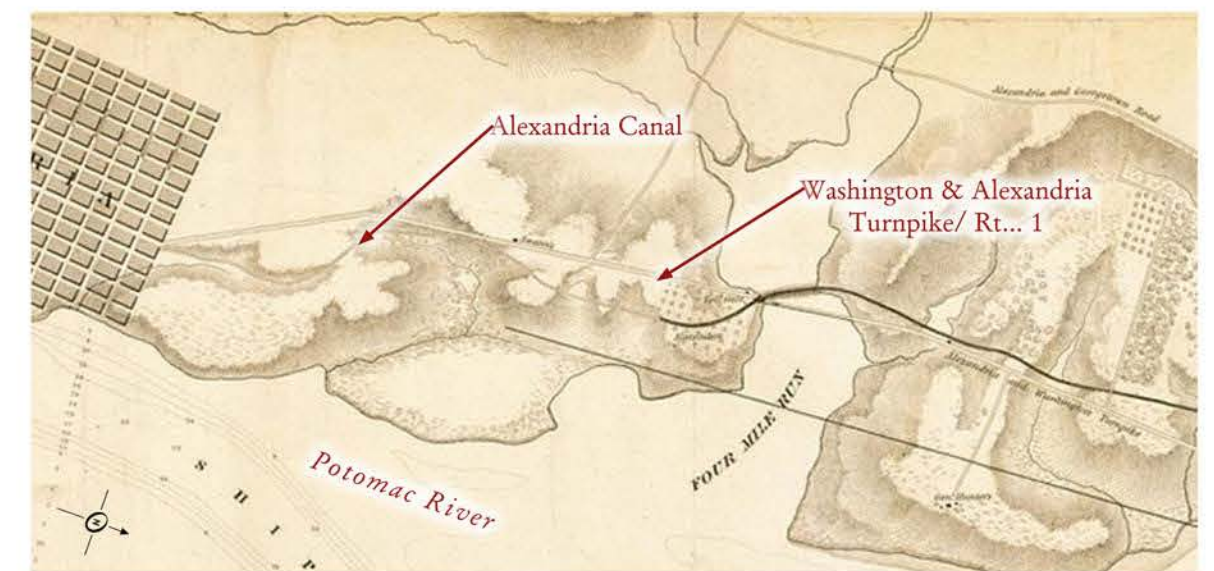 Alexandria and Georgetown Road
Alexandria Canal
Washington & Alexandria
Turnpike/ Rt... 1
Alexandria and Washington Turnpike
FOUR MILE RUN
Potomac River
SHIP
N